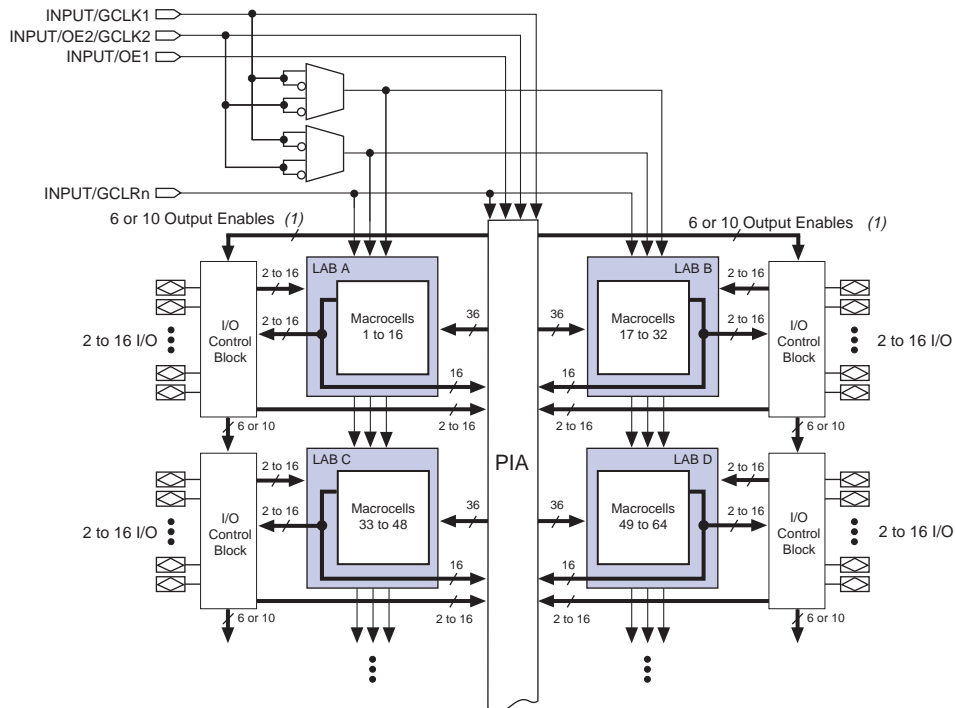 INPUT/GCLK1
INPUT/OE2/GCLK2
INPUT/OE1
INPUT/GCLRn
6 or 10 Output Enables (1)
6 or 10 Output Enables (1)
LAB A
LAB B
2 to 16
2 to 16
I/O
Control
Block
2 to 16
Macrocells
1 to 16
36
36
Macrocells
17 to 32
2 to 16
I/O
Control
Block
2 to 16 I/O
2 to 16 I/O
16
16
2 to 16
2 to 16
6 or 10
6 or 10
PIA
LAB C
LAB D
2 to 16
2 to 16
I/O
Control
Block
2 to 16
Macrocells
33 to 48
36
36
Macrocells
49 to 64
2 to 16
I/O
Control
Block
2 to 16 I/O
2 to 16 I/O
16
16
2 to 16
2 to 16
6 or 10
6 or 10